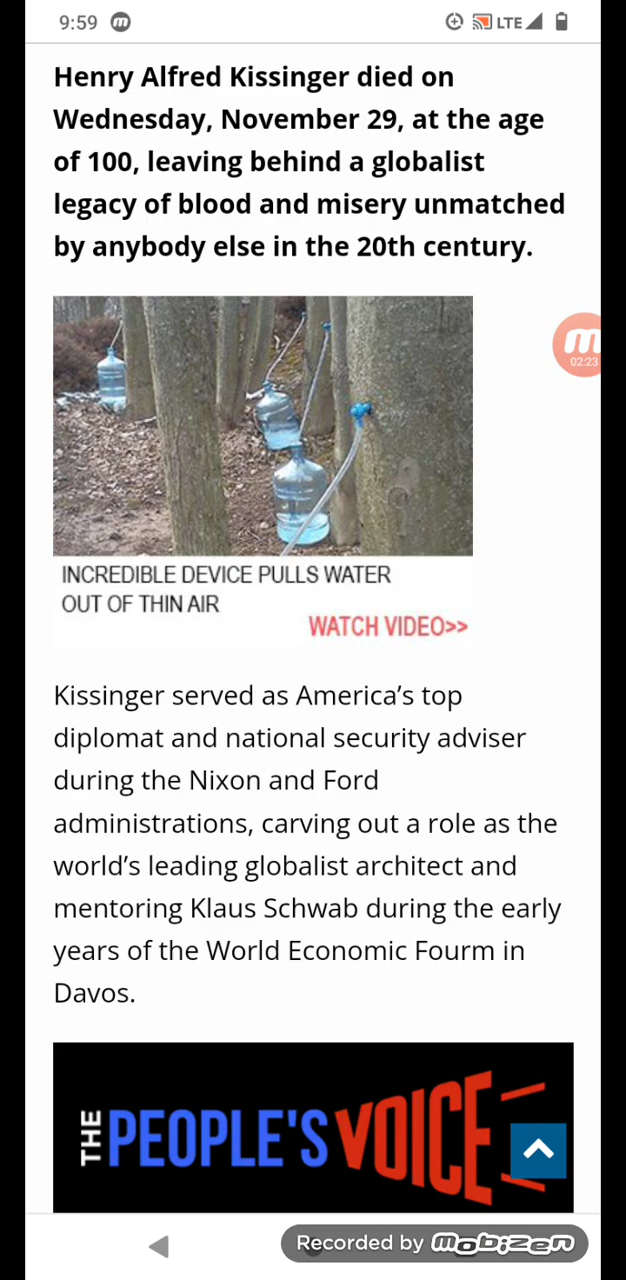 9:59
LTE
Henry Alfred Kissinger died on
Wednesday, November 29, at the age
of 100, leaving behind a globalist
legacy of blood and misery unmatched
by anybody else in the 20th century.
02:23
INCREDIBLE DEVICE PULLS WATER
OUT OF THIN AIR
WATCH VIDEO>>
Kissinger served as America’s top
diplomat and national security adviser
during the Nixon and Ford
administrations, carving out a role as the
world’s leading globalist architect and
mentoring Klaus Schwab during the early
years of the World Economic Fourm in
Davos.
THE PEOPLE'S VOICE
Recorded by mobizen